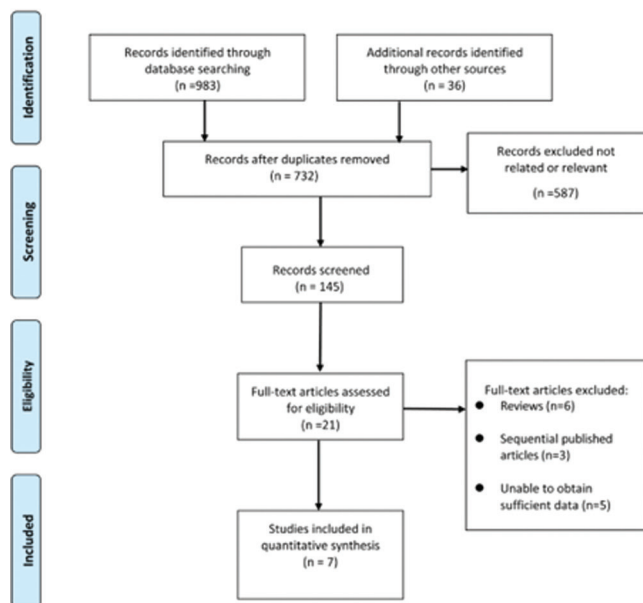 Identification
Records identified through
database searching
(n =983)
Additional records identified
through other sources
(n = 36)
Records after duplicates removed
(n = 732)
Records excluded not
related or relevant
(n =587)
Screening
Records screened
(n = 145)
Eligibility
Full-text articles assessed
for eligibility
(n =21)
Full-text articles excluded:
● Reviews (n=6)
● Sequential published
articles (n=3)
● Unable to obtain
sufficient data (n=5)
Included
Studies included in
quantitative synthesis
(n = 7)